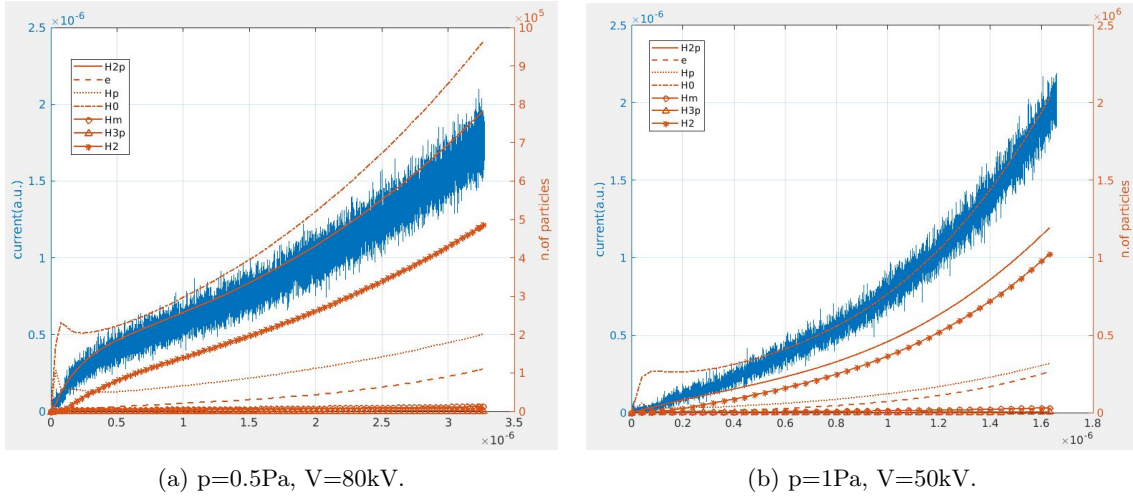 ×10⁻⁶
×10⁵
2.5
2
1.5
1
0.5
0
current(a.u.)
10
9
8
7
6
5
4
3
2
1
0
n.of particles
H2p
e
Hp
H0
Hm
H3p
H2
0
0.5
1
1.5
2
2.5
3
3.5
×10⁻⁶
(a) p=0.5Pa, V=80kV.
×10⁻⁶
×10⁶
2.5
2
1.5
1
0.5
0
current(a.u.)
2.5
2
1.5
1
0.5
0
n.of particles
H2p
e
Hp
H0
Hm
H3p
H2
0
0.2
0.4
0.6
0.8
1
1.2
1.4
1.6
1.8
×10⁻⁶
(b) p=1Pa, V=50kV.